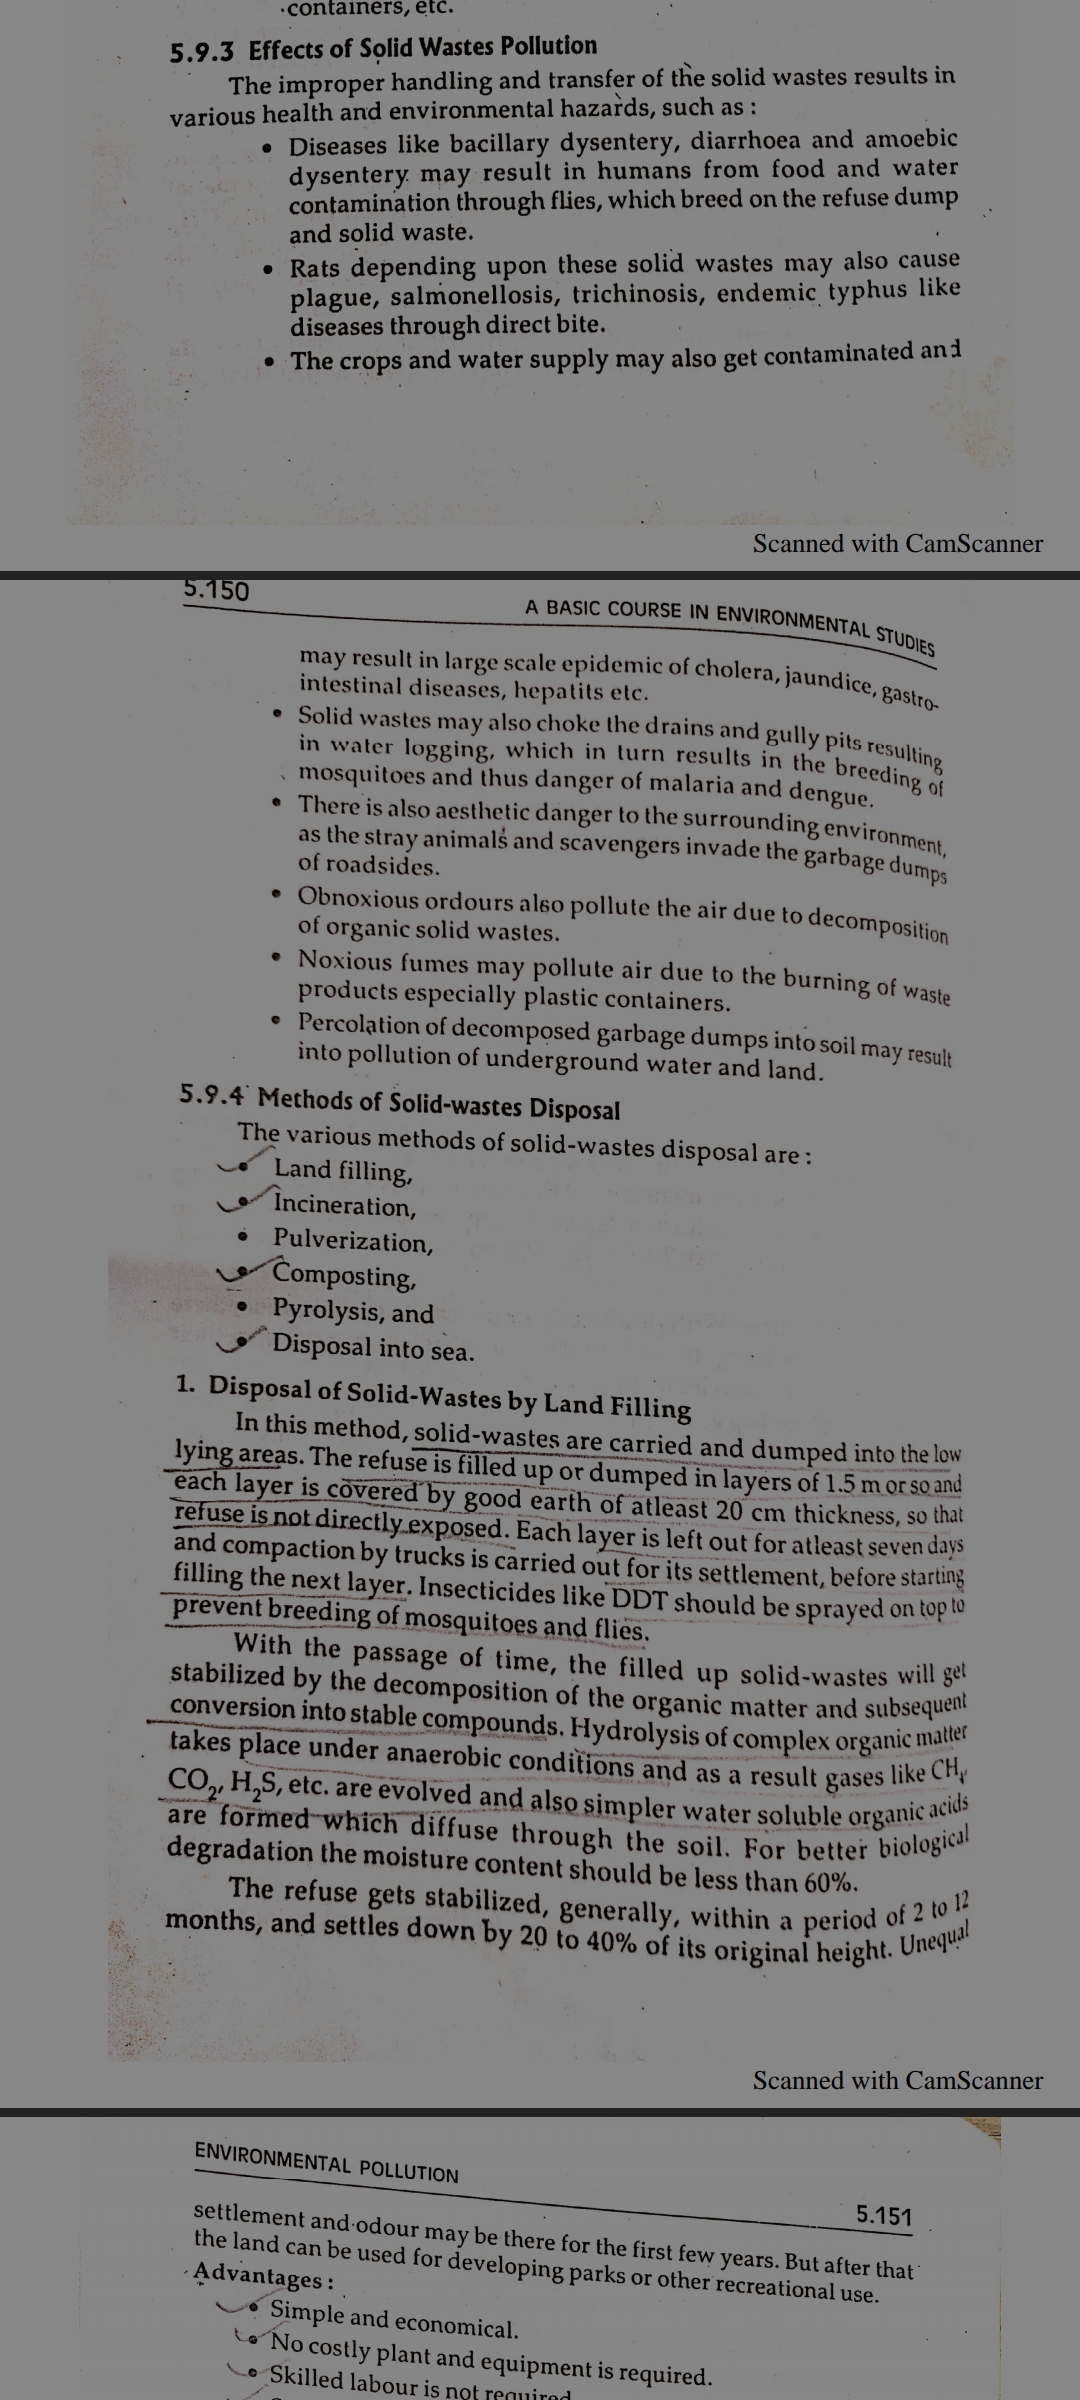 containers, etc.
5.9.3 Effects of Solid Wastes Pollution
The improper handling and transfer of the solid wastes results in
various health and environmental hazards, such as :
• Diseases like bacillary dysentery, diarrhoea and amoebic
dysentery may result in humans from food and water
contamination through flies, which breed on the refuse dump
and solid waste.
• Rats depending upon these solid wastes may also cause
plague, salmonellosis, trichinosis, endemic typhus like
diseases through direct bite.
• The crops and water supply may also get contaminated and
Scanned with CamScanner
5.150
A BASIC COURSE IN ENVIRONMENTAL STUDIES
may result in large scale epidemic of cholera, jaundice, gastro-
intestinal diseases, hepatits etc.
• Solid wastes may also choke the drains and gully pits resulting
in water logging, which in turn results in the breeding of
mosquitoes and thus danger of malaria and dengue.
• There is also aesthetic danger to the surrounding environment,
as the stray animals and scavengers invade the garbage dumps
of roadsides.
• Obnoxious ordours also pollute the air due to decomposition
of organic solid wastes.
• Noxious fumes may pollute air due to the burning of waste
products especially plastic containers.
• Percolation of decomposed garbage dumps into soil may result
into pollution of underground water and land.
5.9.4 Methods of Solid-wastes Disposal
The various methods of solid-wastes disposal are :
• Land filling,
• Incineration,
• Pulverization,
• Composting,
• Pyrolysis, and
• Disposal into sea.
1. Disposal of Solid-Wastes by Land Filling
In this method, solid-wastes are carried and dumped into the low
lying areas. The refuse is filled up or dumped in layers of 1.5 m or so and
each layer is covered by good earth of atleast 20 cm thickness, so that
refuse is not directly exposed. Each layer is left out for atleast seven days
and compaction by trucks is carried out for its settlement, before starting
filling the next layer. Insecticides like DDT should be sprayed on top to
prevent breeding of mosquitoes and flies.
With the passage of time, the filled up solid-wastes will get
stabilized by the decomposition of the organic matter and subsequent
conversion into stable compounds. Hydrolysis of complex organic matter
takes place under anaerobic conditions and as a result gases like CH₄,
CO₂, H₂S, etc. are evolved and also simpler water soluble organic acids
are formed which diffuse through the soil. For better biological
degradation the moisture content should be less than 60%.
The refuse gets stabilized, generally, within a period of 2 to 12
months, and settles down by 20 to 40% of its original height. Unequal
Scanned with CamScanner
ENVIRONMENTAL POLLUTION
5.151
settlement and odour may be there for the first few years. But after that
the land can be used for developing parks or other recreational use.
Advantages :
• Simple and economical.
• No costly plant and equipment is required.
• Skilled labour is not required